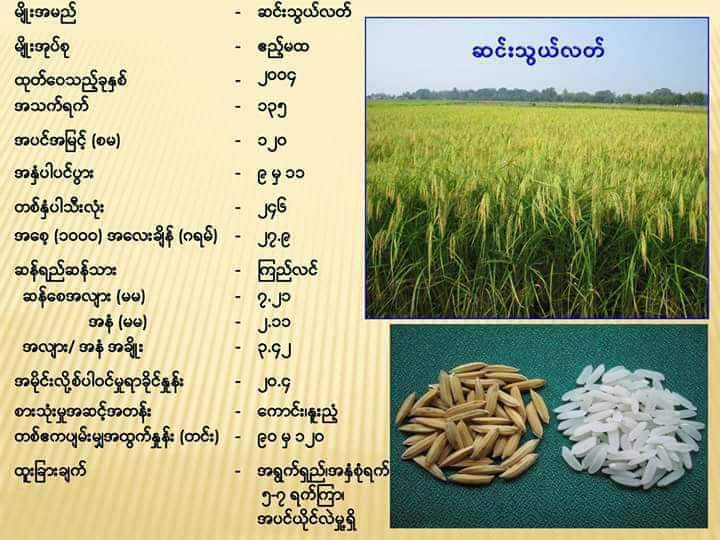 မျိုးအမည် - ဆင်းသွယ်လတ်
မျိုးအုပ်စု - ဧည့်မထ
ထုတ်ဝေသည့်ခုနှစ် - ၂၀၀၄
အသက်ရက် - ၁၃၅
အပင်အမြင့် (စမ) - ၁၂၀
အနှံပါပင်ပွား - ၉ မှ ၁၁
တစ်နှံပါသီးလုံး - ၂၄၆
အစေ့ (၁၀၀၀) အလေးချိန် (ဂရမ်) - ၂၇.၉
ဆန်ရည်ဆန်သား - ကြည်လင်
ဆန်စေအလျား (မမ) - ၇.၂၁
အနံ (မမ) - ၂.၁၁
အလျား/ အနံ အချိုး - ၃.၄၂
အမိုင်းလို့စ်ပါဝင်မှုရာခိုင်နှုန်း - ၂၀.၄
စားသုံးမှုအဆင့်အတန်း - ကောင်း၊နူးညံ့
တစ်ဧကပျမ်းမျှအထွက်နှုန်း (တင်း) - ၉၀ မှ ၁၂၀
ထူးခြားချက် - အရွက်ရှည်၊အနှံစုံရက်
၅-၇ ရက်ကြာ၊
အပင်ယိုင်လဲမှု့ရှိ
ဆင်းသွယ်လတ်